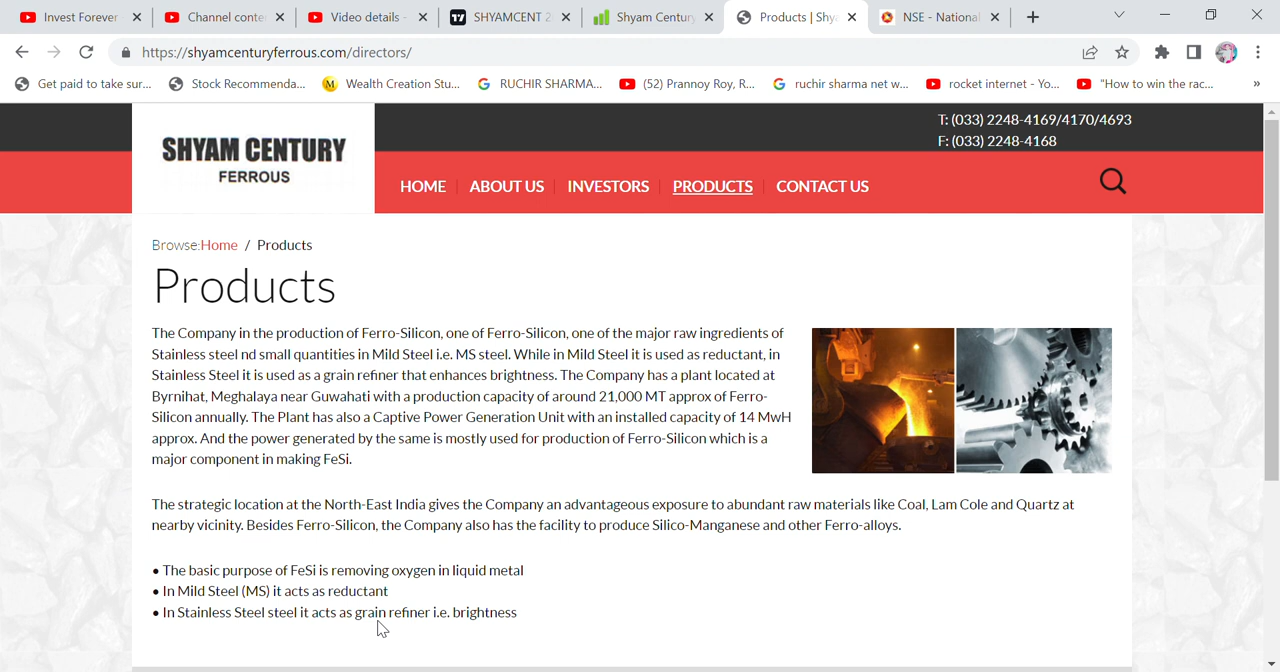 Invest Forever
Channel conte
Video details -
SHYAMCENT 2
Shyam Century
Products | Shy
NSE - National
https://shyamcenturyferrous.com/directors/
Get paid to take sur...
Stock Recommenda...
Wealth Creation Stu...
RUCHIR SHARMA...
(52) Prannoy Roy, R...
ruchir sharma net w...
rocket internet - Yo...
"How to win the rac...
»
T: (033) 2248-4169/4170/4693
F: (033) 2248-4168
SHYAM CENTURY
FERROUS
HOME
ABOUT US
INVESTORS
PRODUCTS
CONTACT US
Browse:Home / Products
Products
The Company in the production of Ferro-Silicon, one of Ferro-Silicon, one of the major raw ingredients of
Stainless steel nd small quantities in Mild Steel i.e. MS steel. While in Mild Steel it is used as reductant, in
Stainless Steel it is used as a grain refiner that enhances brightness. The Company has a plant located at
Byrnihat, Meghalaya near Guwahati with a production capacity of around 21,000 MT approx of Ferro-
Silicon annually. The Plant has also a Captive Power Generation Unit with an installed capacity of 14 MwH
approx. And the power generated by the same is mostly used for production of Ferro-Silicon which is a
major component in making FeSi.
The strategic location at the North-East India gives the Company an advantageous exposure to abundant raw materials like Coal, Lam Cole and Quartz at
nearby vicinity. Besides Ferro-Silicon, the Company also has the facility to produce Silico-Manganese and other Ferro-alloys.
• The basic purpose of FeSi is removing oxygen in liquid metal
• In Mild Steel (MS) it acts as reductant
• In Stainless Steel steel it acts as grain refiner i.e. brightness